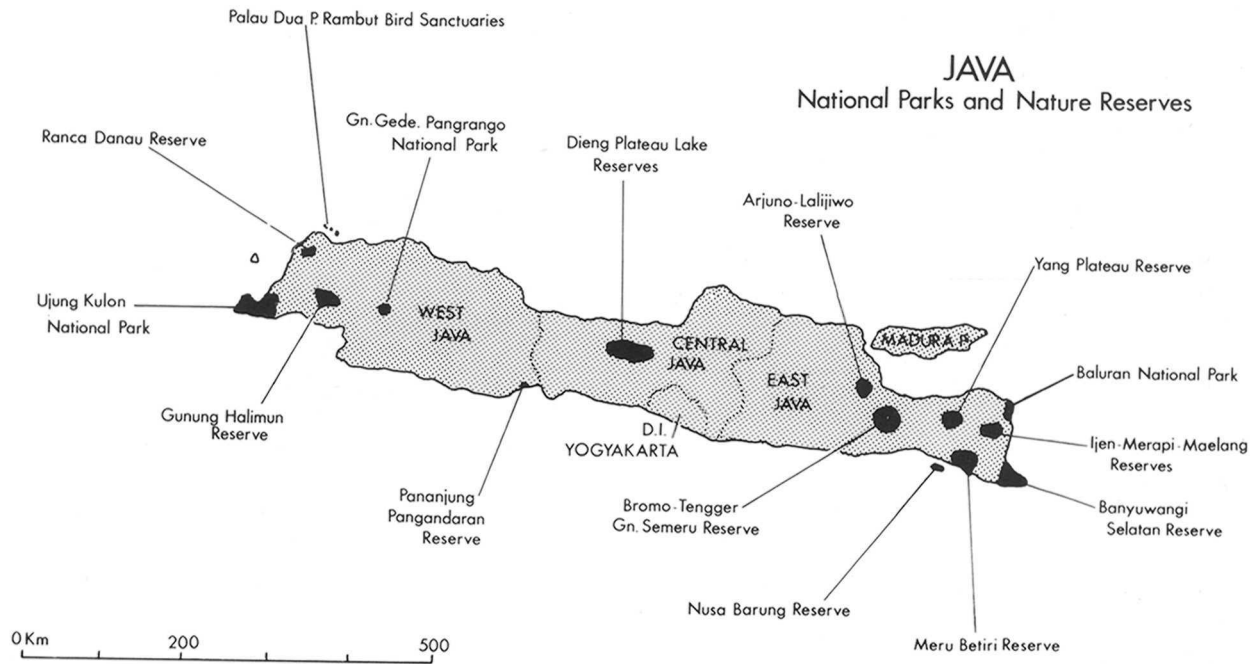 Palau Dua P. Rambut Bird Sanctuaries
JAVA
National Parks and Nature Reserves
Ranca Danau Reserve
Gn. Gede. Pangrango
National Park
Dieng Plateau Lake
Reserves
Arjuno-Lalijiwo
Reserve
Yang Plateau Reserve
Ujung Kulon
National Park
WEST
JAVA
CENTRAL
JAVA
MADURA P.
EAST
JAVA
Baluran National Park
Gunung Halimun
Reserve
D.I.
YOGYAKARTA
Ijen-Merapi-Maelang
Reserves
Pananjung
Pangandaran
Reserve
Bromo-Tengger
Gn. Semeru Reserve
Banyuwangi
Selatan Reserve
Nusa Barung Reserve
Meru Betiri Reserve
0 Km 200 500